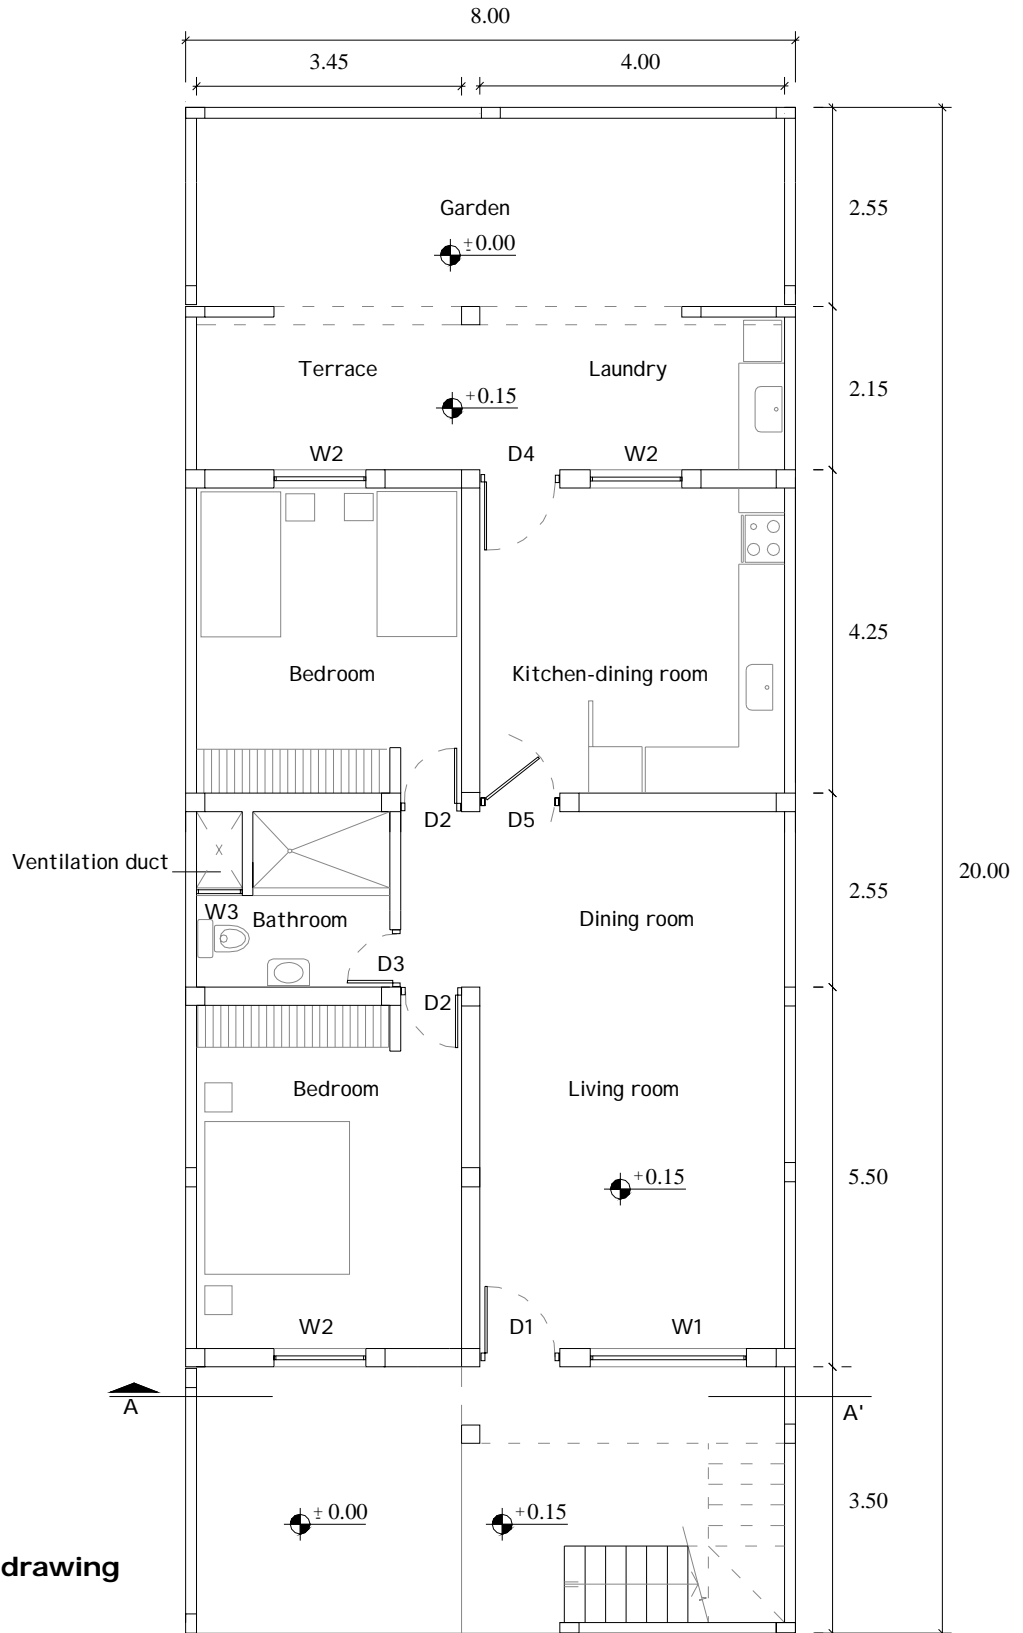 8.00
3.45 4.00
Garden 2.55
±0.00
Terrace Laundry
+0.15 2.15
W2 D4 W2
4.25
Bedroom Kitchen-dining room
D2 D5
Ventilation duct
20.00
2.55
W3 Bathroom Dining room
D3
D2
Bedroom Living room
+0.15 5.50
W2 D1 W1
A A'
± 0.00 +0.15 3.50
drawing